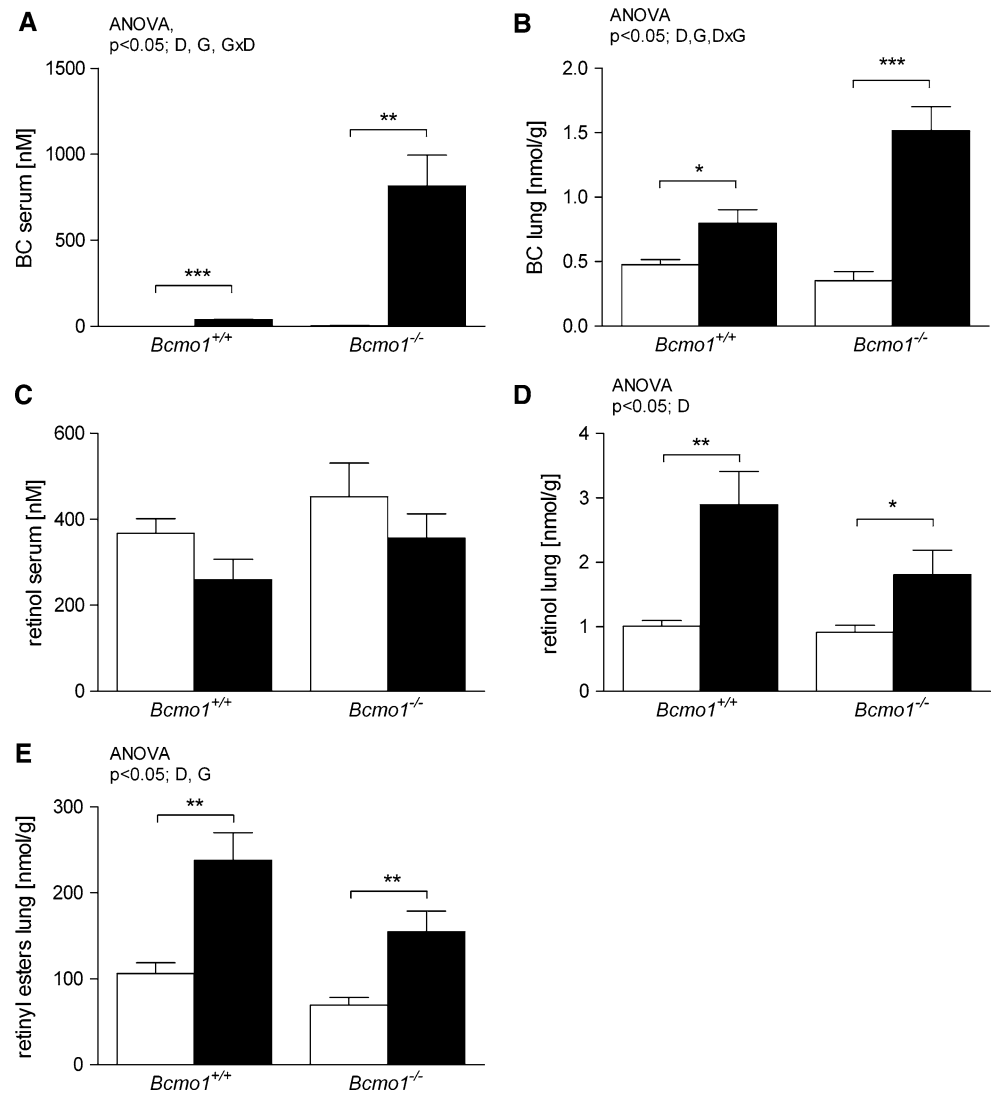 A
ANOVA,
p<0.05; D, G, GxD
BC serum [nM]
1500
1000
500
0
***
**
Bcmo1+/+
Bcmo1-/-
B
ANOVA
p<0.05; D,G,DxG
BC lung [nmol/g]
2.0
1.5
1.0
0.5
0.0
*
***
Bcmo1+/+
Bcmo1-/-
C
retinol serum [nM]
600
400
200
0
Bcmo1+/+
Bcmo1-/-
D
ANOVA
p<0.05; D
retinol lung [nmol/g]
4
3
2
1
0
**
*
Bcmo1+/+
Bcmo1-/-
E
ANOVA
p<0.05; D, G
retinyl esters lung [nmol/g]
300
200
100
0
**
**
Bcmo1+/+
Bcmo1-/-